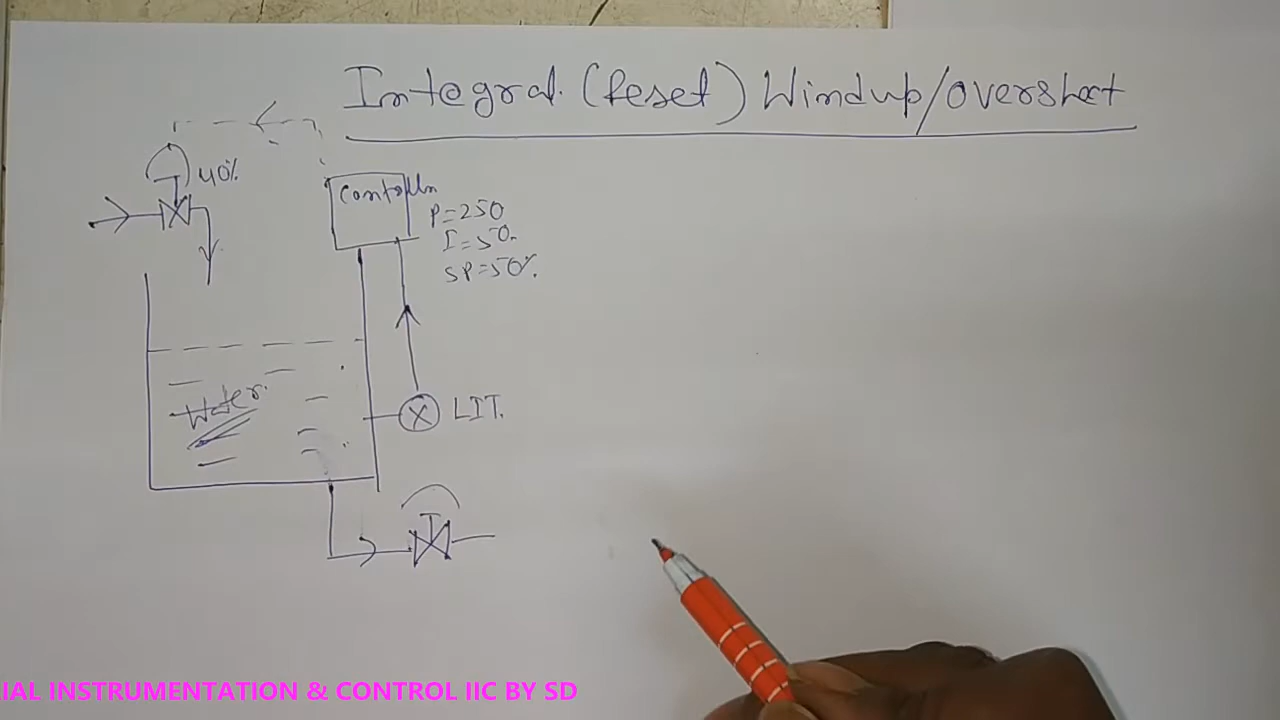 Integral (Reset) Windup/overshoot
40%
Controller
P=250
I=50
SP=50%
Water
LIT.
IAL INSTRUMENTATION & CONTROL IIC BY SD